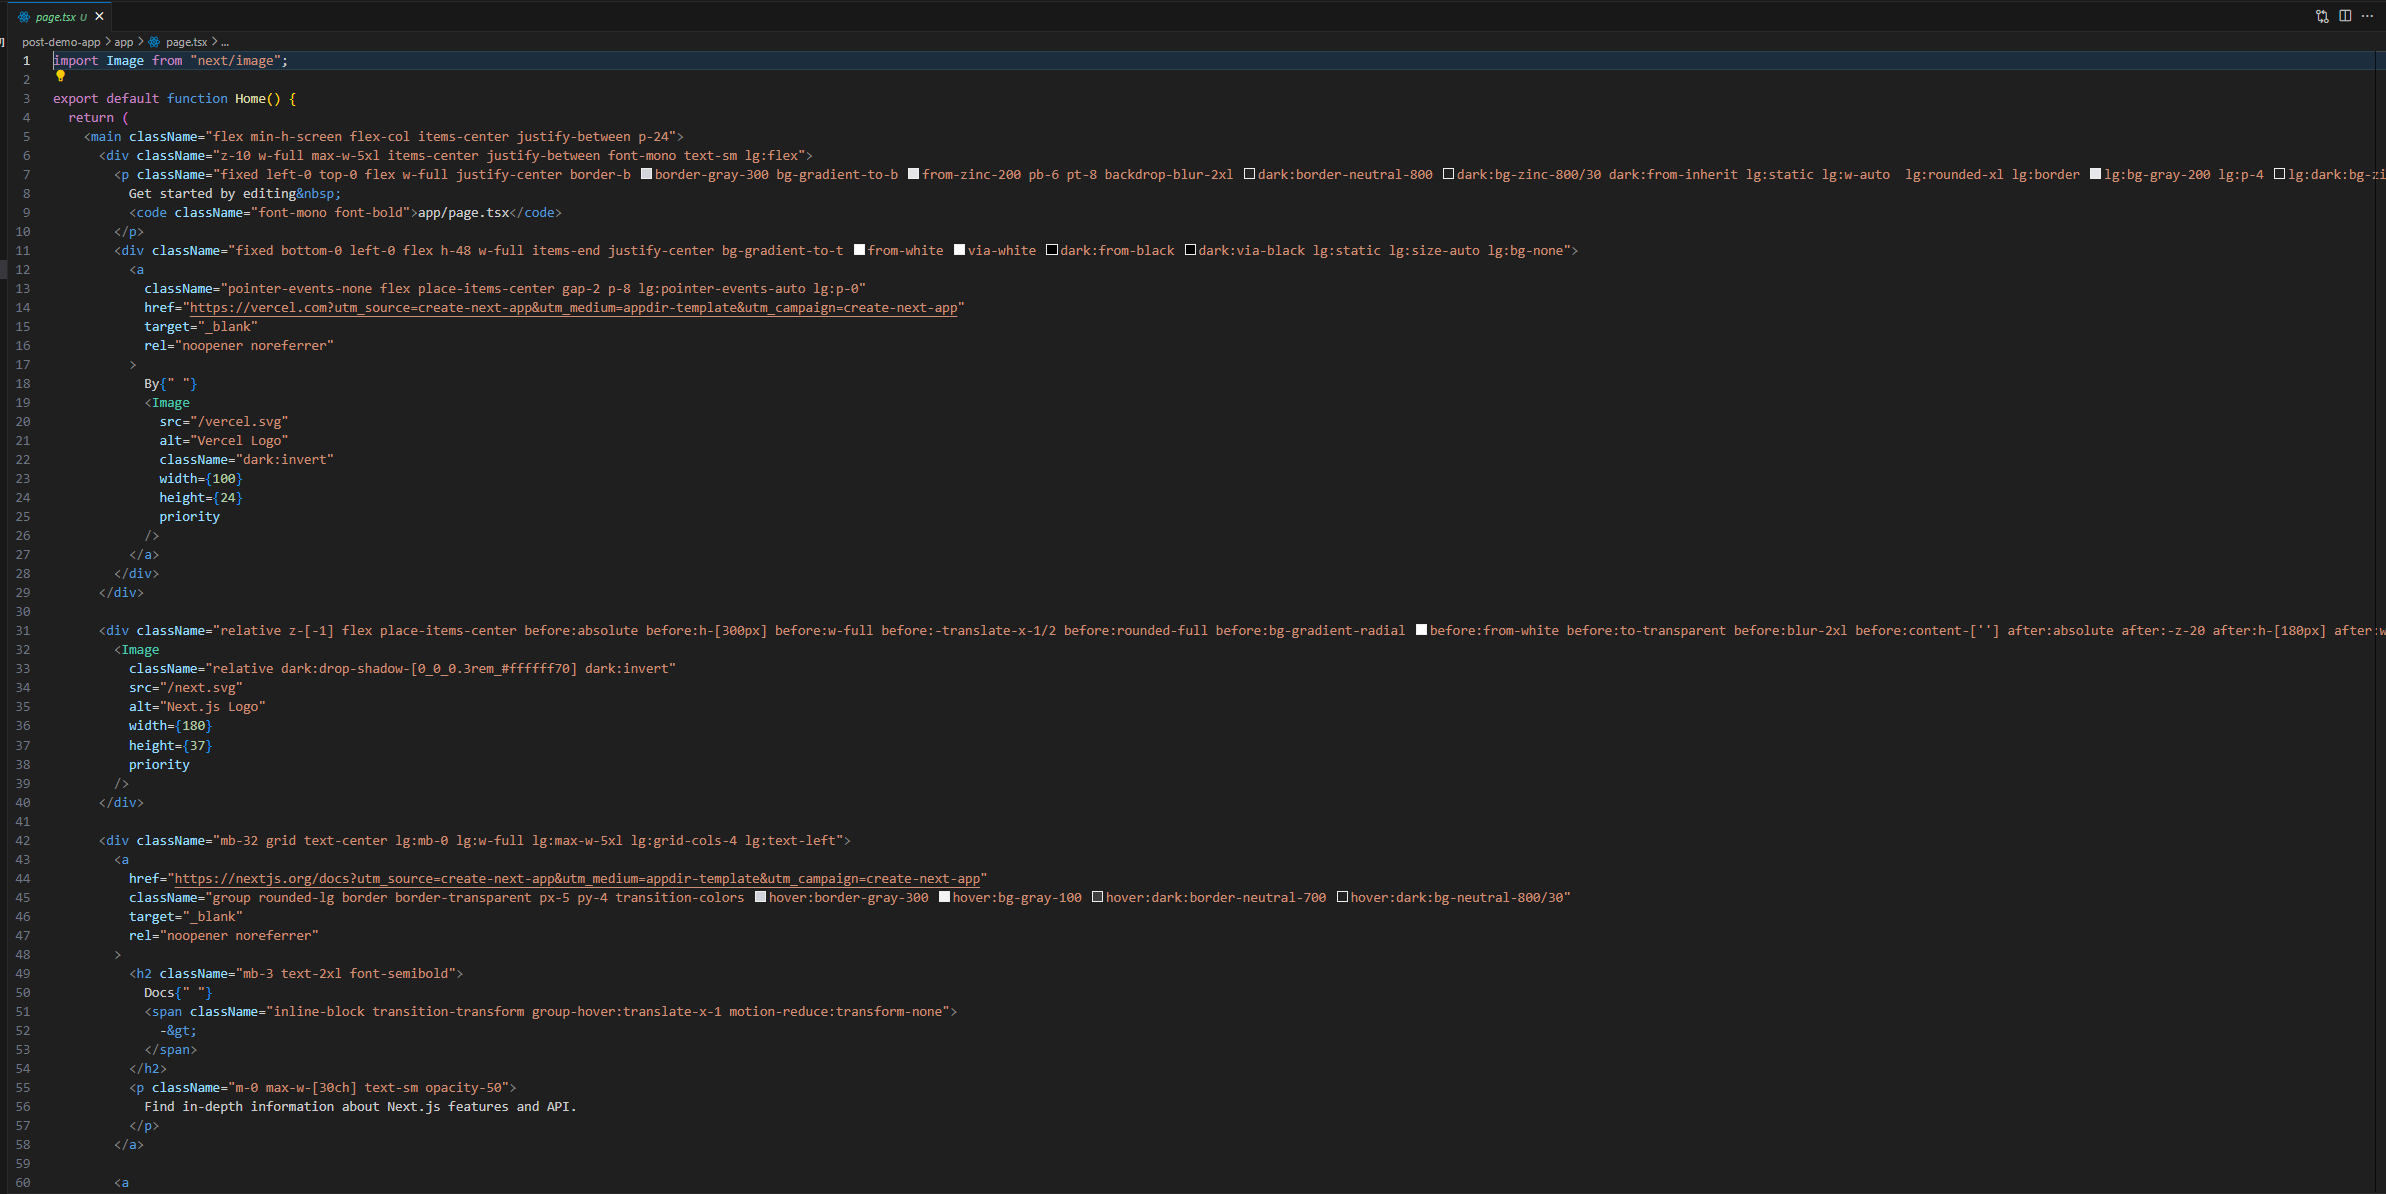 page.tsx U
post-demo-app > app > page.tsx > ...
1 import Image from "next/image";
2
3 export default function Home() {
4 return (
5 <main className="flex min-h-screen flex-col items-center justify-between p-24">
6 <div className="z-10 w-full max-w-5xl items-center justify-between font-mono text-sm lg:flex">
7 <p className="fixed left-0 top-0 flex w-full justify-center border-b border-gray-300 bg-gradient-to-b from-zinc-200 pb-6 pt-8 backdrop-blur-2xl dark:border-neutral-800 dark:bg-zinc-800/30 dark:from-inherit lg:static lg:w-auto  lg:rounded-xl lg:border lg:bg-gray-200 lg:p-4 lg:dark:bg-zi
8 Get started by editing&nbsp;
9 <code className="font-mono font-bold">app/page.tsx</code>
10 </p>
11 <div className="fixed bottom-0 left-0 flex h-48 w-full items-end justify-center bg-gradient-to-t from-white via-white dark:from-black dark:via-black lg:static lg:size-auto lg:bg-none">
12 <a
13 className="pointer-events-none flex place-items-center gap-2 p-8 lg:pointer-events-auto lg:p-0"
14 href="https://vercel.com?utm_source=create-next-app&utm_medium=appdir-template&utm_campaign=create-next-app"
15 target="_blank"
16 rel="noopener noreferrer"
17 >
18 By{" "}
19 <Image
20 src="/vercel.svg"
21 alt="Vercel Logo"
22 className="dark:invert"
23 width={100}
24 height={24}
25 priority
26 />
27 </a>
28 </div>
29 </div>
30
31 <div className="relative z-[-1] flex place-items-center before:absolute before:h-[300px] before:w-full before:-translate-x-1/2 before:rounded-full before:bg-gradient-radial before:from-white before:to-transparent before:blur-2xl before:content-[''] after:absolute after:-z-20 after:h-[180px] after:w
32 <Image
33 className="relative dark:drop-shadow-[0_0_0.3rem_#ffffff70] dark:invert"
34 src="/next.svg"
35 alt="Next.js Logo"
36 width={180}
37 height={37}
38 priority
39 />
40 </div>
41
42 <div className="mb-32 grid text-center lg:mb-0 lg:w-full lg:max-w-5xl lg:grid-cols-4 lg:text-left">
43 <a
44 href="https://nextjs.org/docs?utm_source=create-next-app&utm_medium=appdir-template&utm_campaign=create-next-app"
45 className="group rounded-lg border border-transparent px-5 py-4 transition-colors hover:border-gray-300 hover:bg-gray-100 hover:dark:border-neutral-700 hover:dark:bg-neutral-800/30"
46 target="_blank"
47 rel="noopener noreferrer"
48 >
49 <h2 className="mb-3 text-2xl font-semibold">
50 Docs{" "}
51 <span className="inline-block transition-transform group-hover:translate-x-1 motion-reduce:transform-none">
52 -&gt;
53 </span>
54 </h2>
55 <p className="m-0 max-w-[30ch] text-sm opacity-50">
56 Find in-depth information about Next.js features and API.
57 </p>
58 </a>
59
60 <a